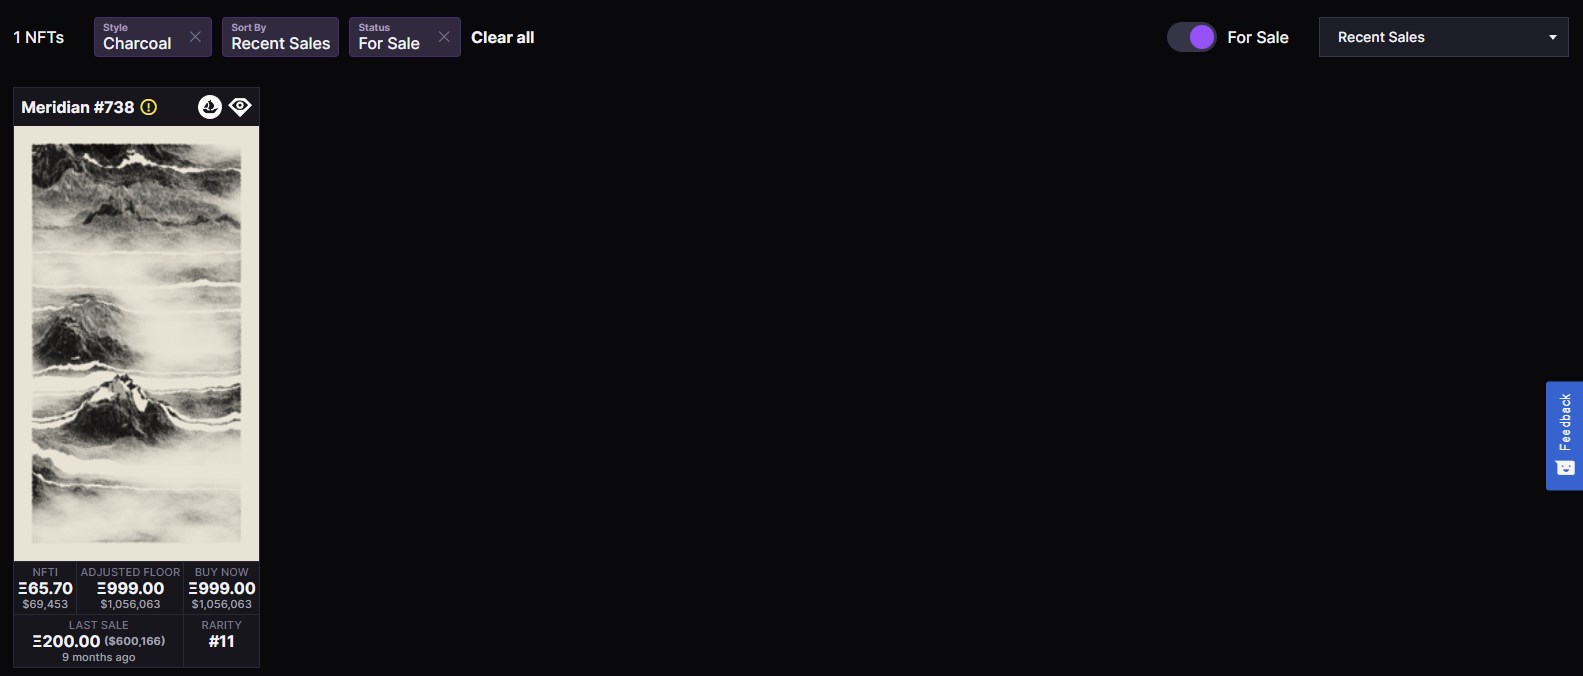 1 NFTs
Style
Charcoal
Sort By
Recent Sales
Status
For Sale
Clear all
For Sale
Recent Sales
Meridian #738
NFTI
Ξ65.70
$69,453
ADJUSTED FLOOR
Ξ999.00
$1,056,063
BUY NOW
Ξ999.00
$1,056,063
LAST SALE
Ξ200.00 ($600,166)
9 months ago
RARITY
#11
Feedback